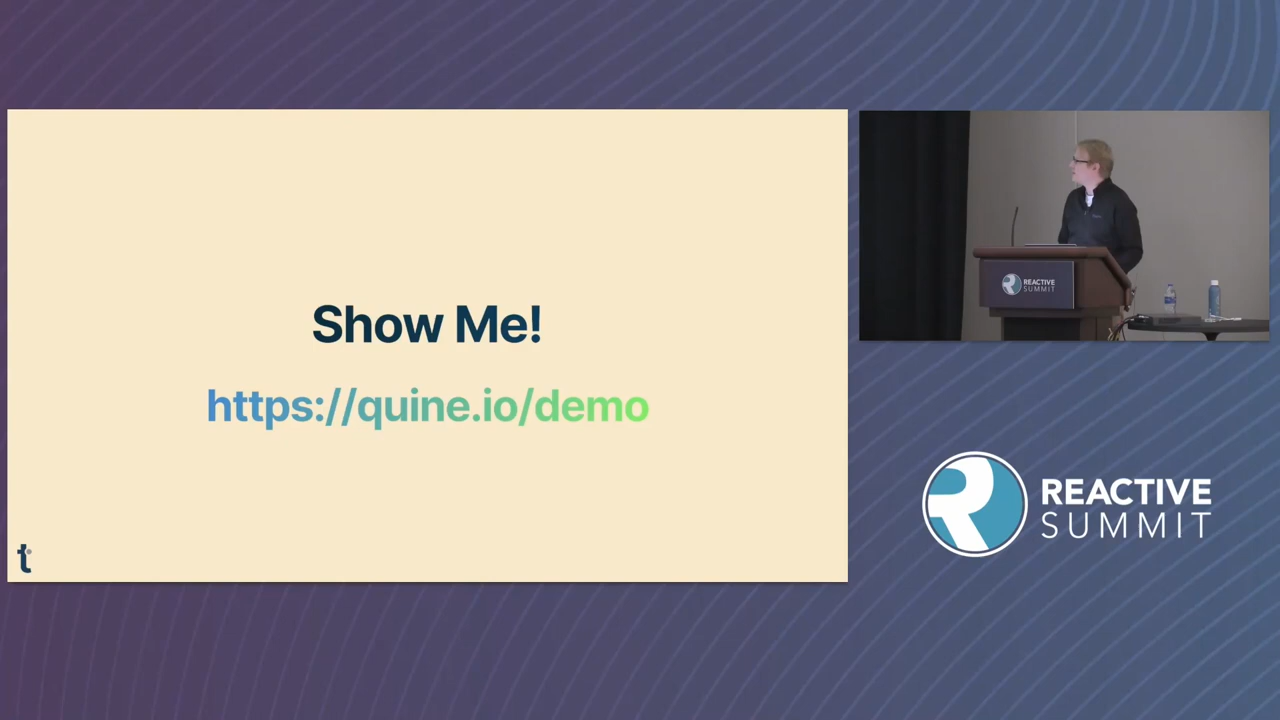 Show Me!
https://quine.io/demo
t
REACTIVE
SUMMIT
REACTIVE
SUMMIT